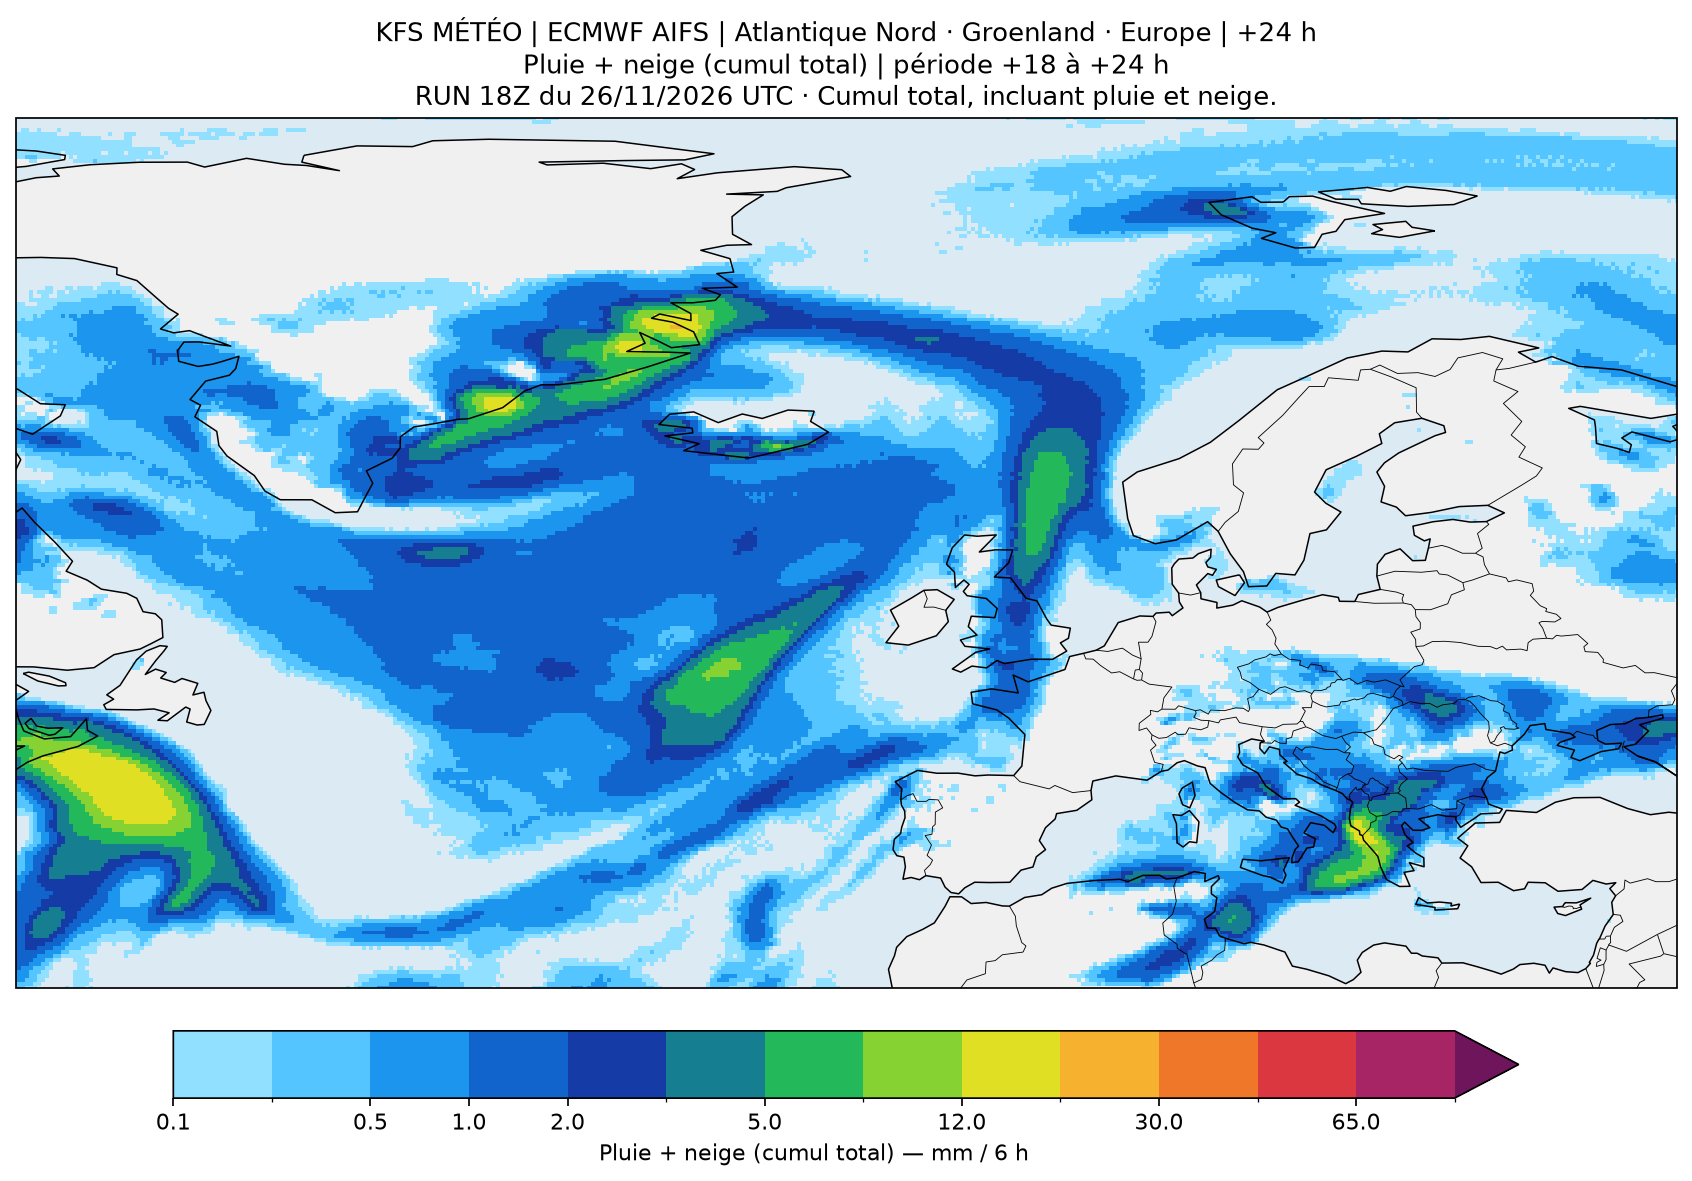 KFS MÉTÉO | ECMWF AIFS | Atlantique Nord · Groenland · Europe | +24 h
Pluie + neige (cumul total) | période +18 à +24 h
RUN 18Z du 26/11/2026 UTC · Cumul total, incluant pluie et neige.
0.1 0.5 1.0 2.0 5.0 12.0 30.0 65.0
Pluie + neige (cumul total) — mm / 6 h